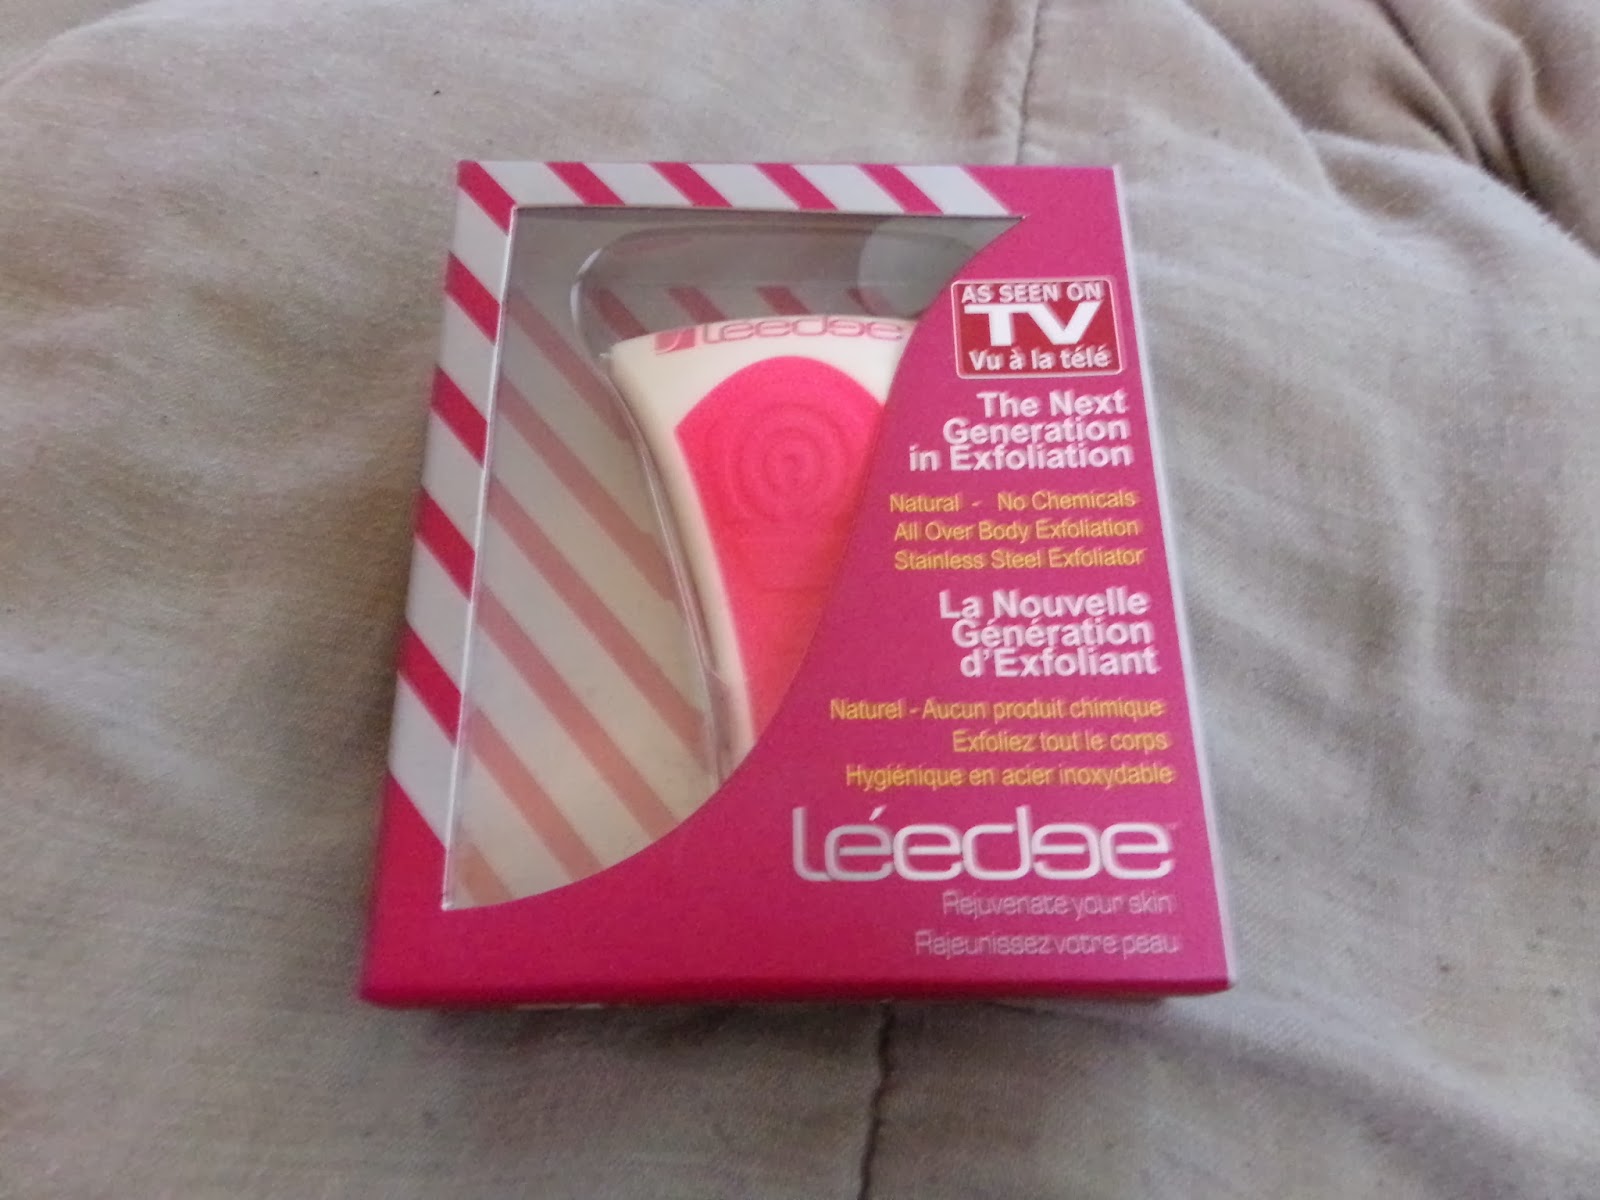 Léedee
AS SEEN ON
TV
Vu à la télé
The Next
Generation
in Exfoliation
Natural - No Chemicals
All Over Body Exfoliation
Stainless Steel Exfoliator
La Nouvelle
Génération
d'Exfoliant
Naturel - Aucun produit chimique
Exfoliez tout le corps
Hygiénique en acier inoxydable
Léedee
Rejuvenate your skin
Rajeunissez votre peau